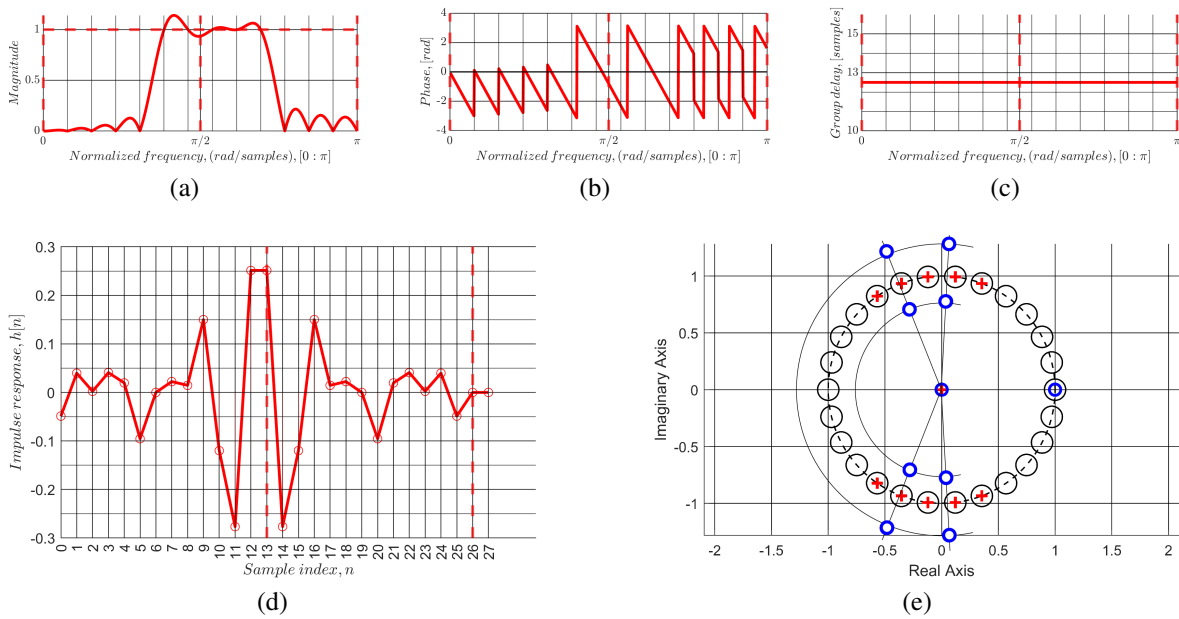 Magnitude
1
0.5
0
0 π/2 π
Normalized frequency, (rad/samples), [0 : π]
(a)
Phase, [rad]
4
2
0
-2
-4
0 π/2 π
Normalized frequency, (rad/samples), [0 : π]
(b)
Group delay, [samples]
15
13
10
0 π/2 π
Normalized frequency, (rad/samples), [0 : π]
(c)
Impulse response, h[n]
0.3
0.2
0.1
0
-0.1
-0.2
-0.3
0 1 2 3 4 5 6 7 8 9 10 11 12 13 14 15 16 17 18 19 20 21 22 23 24 25 26 27
Sample index, n
(d)
Imaginary Axis
1
0.5
0
-0.5
-1
-2 -1.5 -1 -0.5 0 0.5 1 1.5 2
Real Axis
(e)